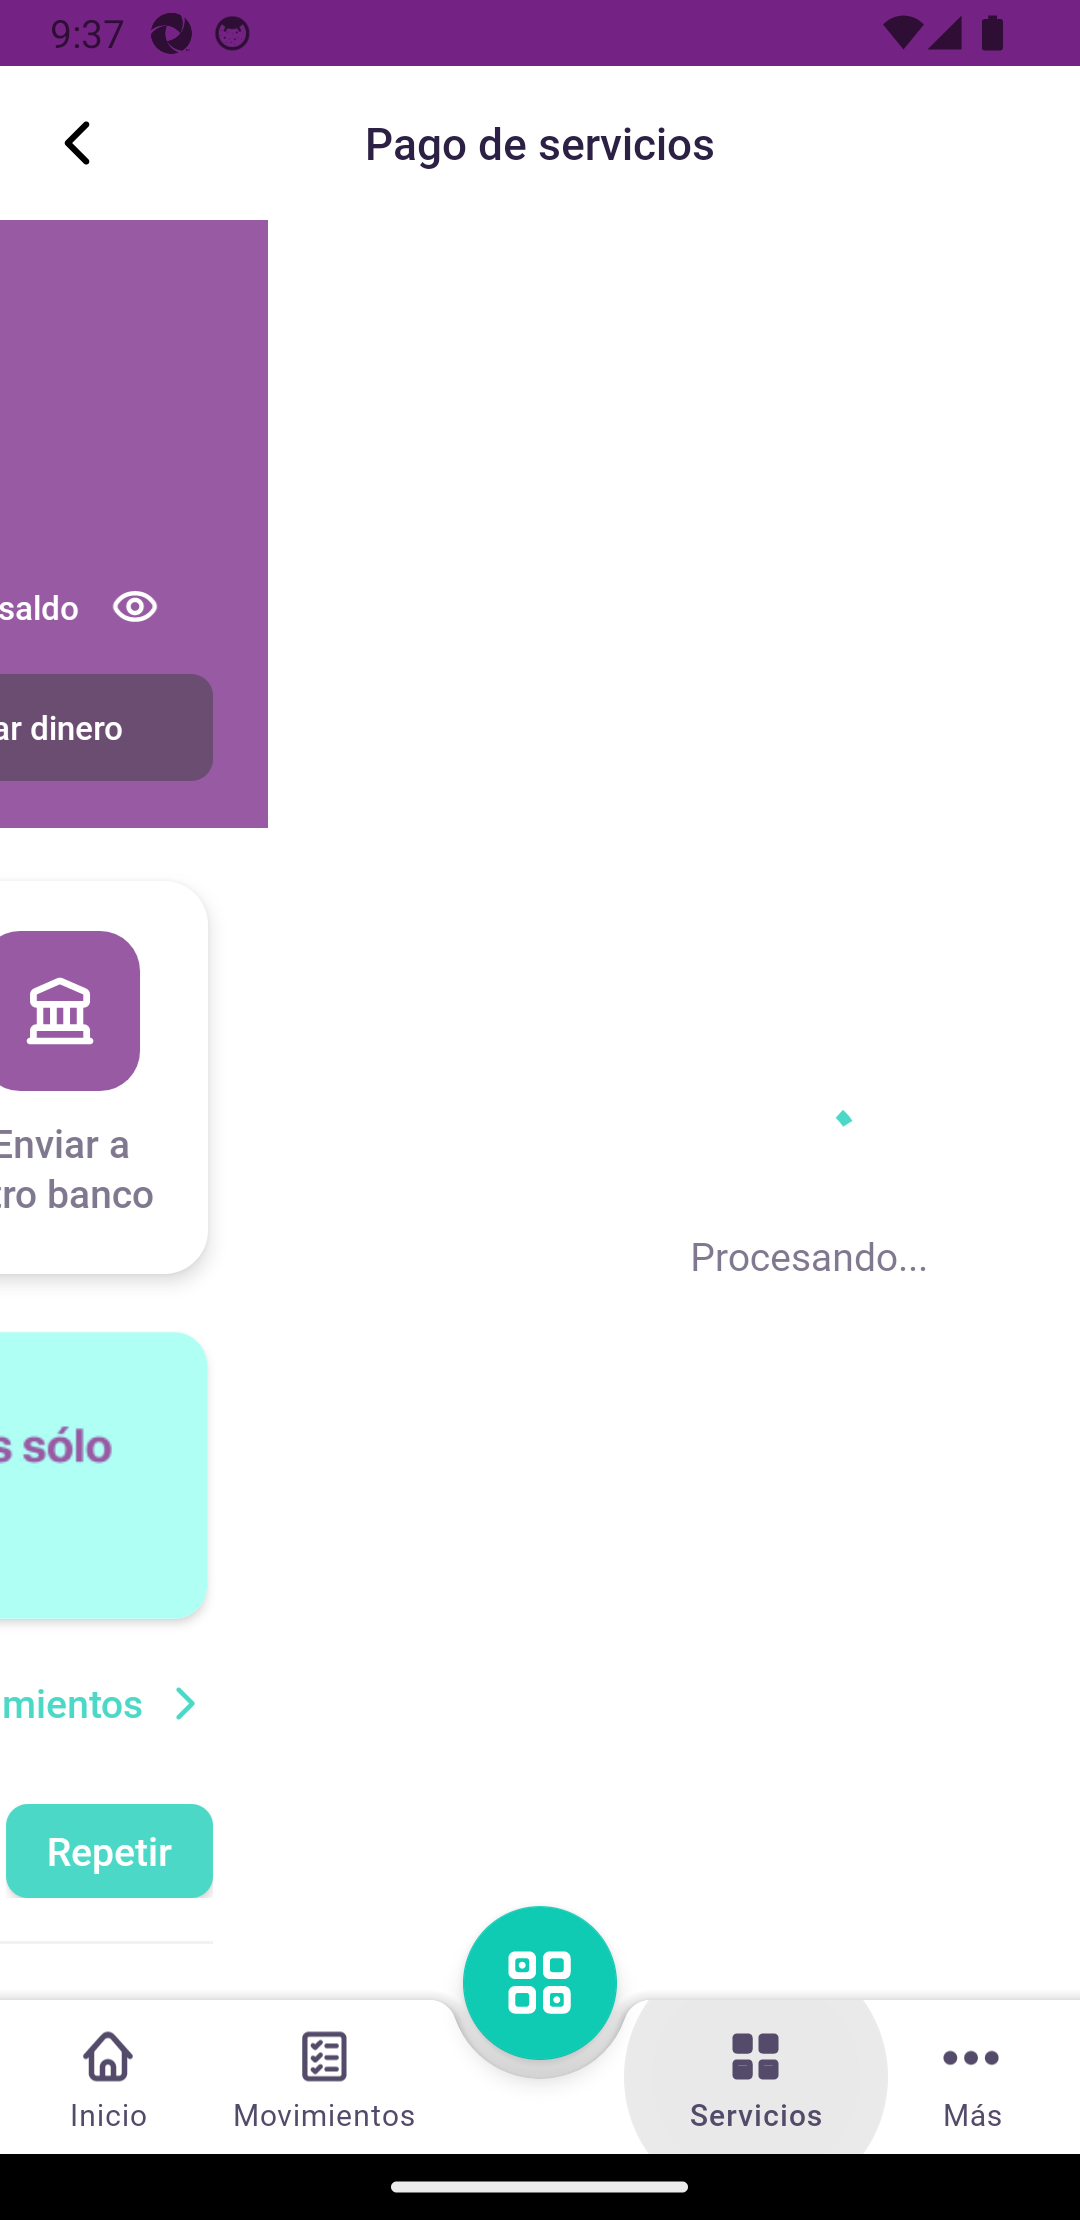 9:37
Pago de servicios
saldo
ar dinero
Enviar a
tro banco
Procesando...
s sólo
mientos
Repetir
Inicio
Movimientos
Servicios
Más